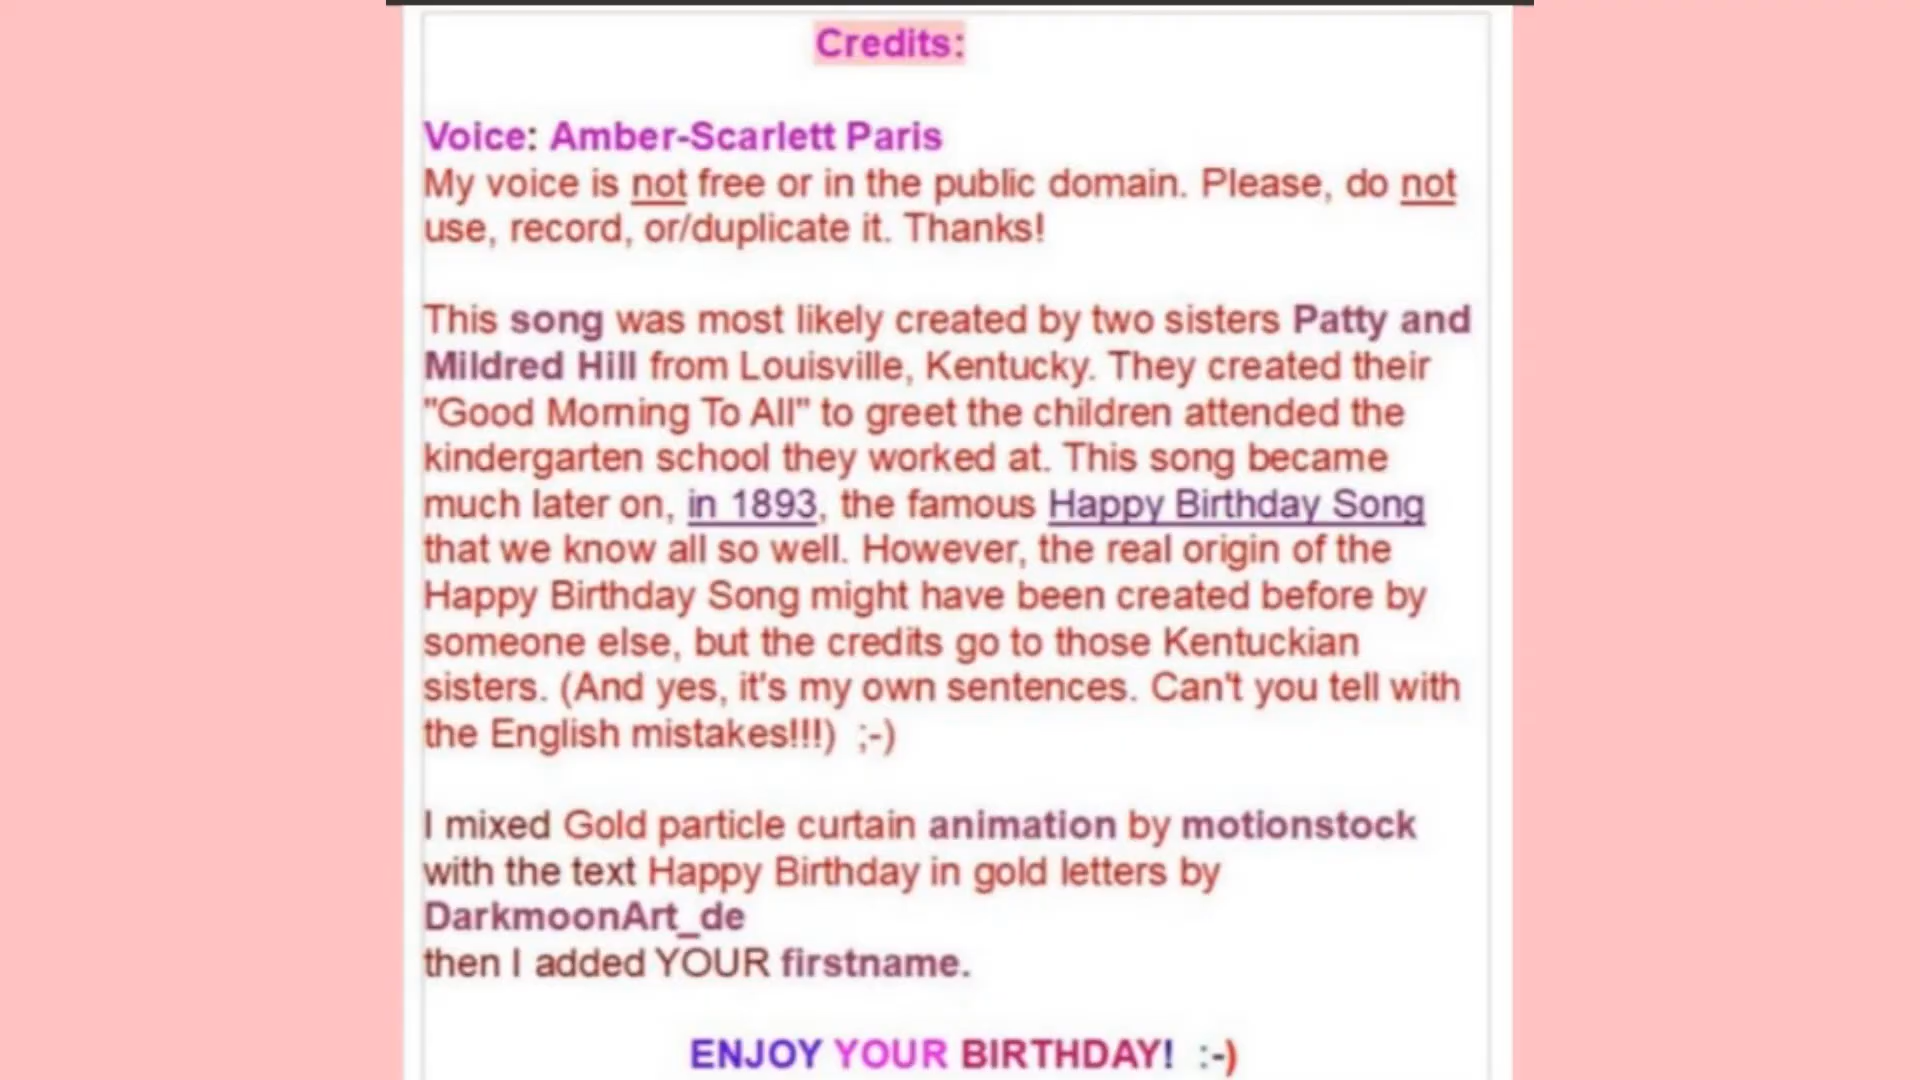 Credits:
Voice: Amber-Scarlett Paris
My voice is not free or in the public domain. Please, do not
use, record, or/duplicate it. Thanks!
This song was most likely created by two sisters Patty and
Mildred Hill from Louisville, Kentucky. They created their
"Good Morning To All" to greet the children attended the
kindergarten school they worked at. This song became
much later on, in 1893, the famous Happy Birthday Song
that we know all so well. However, the real origin of the
Happy Birthday Song might have been created before by
someone else, but the credits go to those Kentuckian
sisters. (And yes, it's my own sentences. Can't you tell with
the English mistakes!!!)  ;-)
I mixed Gold particle curtain animation by motionstock
with the text Happy Birthday in gold letters by
DarkmoonArt_de
then I added YOUR firstname.
ENJOY YOUR BIRTHDAY!  :-)